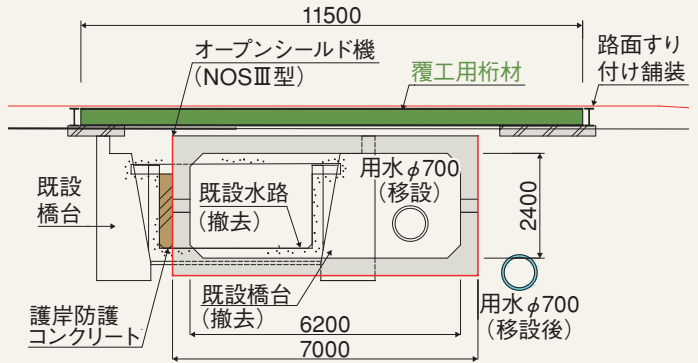 11500
オープンシールド機
（NOSⅢ型）
覆工用桁材
路面すり
付け舗装
既設
橋台
既設水路
（撤去）
用水φ700
（移設）
2400
護岸防護
コンクリート
既設橋台
（撤去）
6200
7000
用水φ700
（移設後）